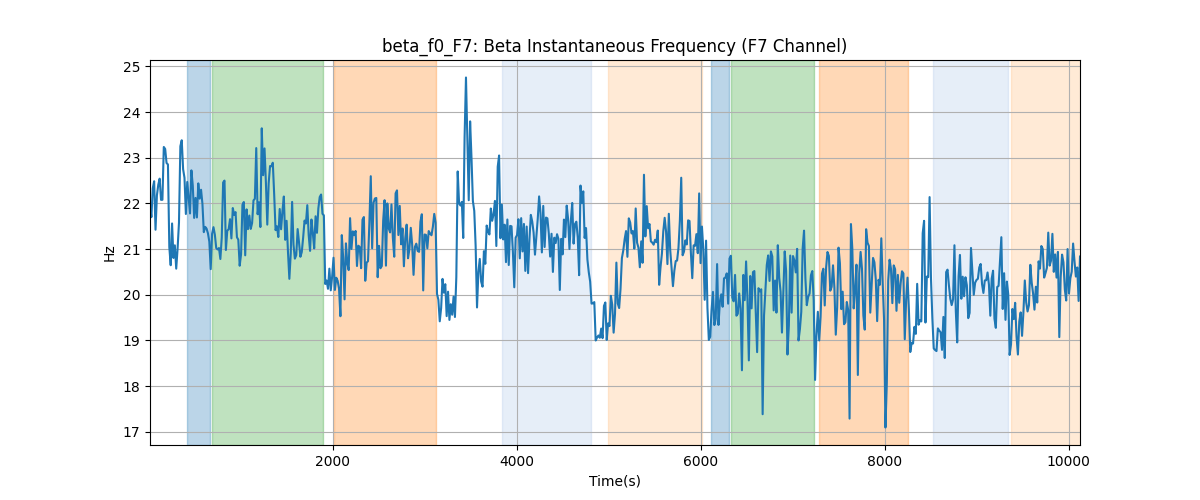 beta_f0_F7: Beta Instantaneous Frequency (F7 Channel)
25
24
23
22
21
20
19
18
17
Hz
2000 4000 6000 8000 10000
Time(s)